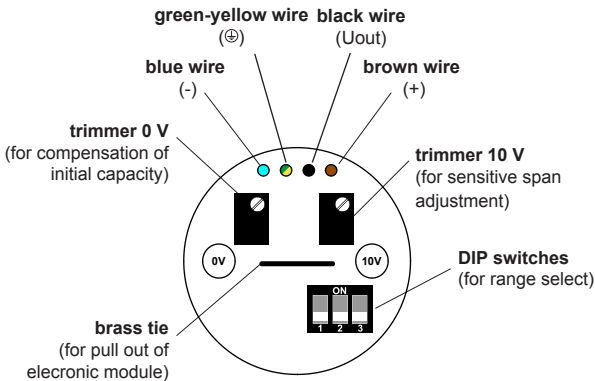 green-yellow wire
(⏚)
black wire
(Uout)
blue wire
(-)
brown wire
(+)
trimmer 0 V
(for compensation of
initial capacity)
trimmer 10 V
(for sensitive span
adjustment)
0V
10V
DIP switches
(for range select)
ON
1 2 3
brass tie
(for pull out of
elecronic module)